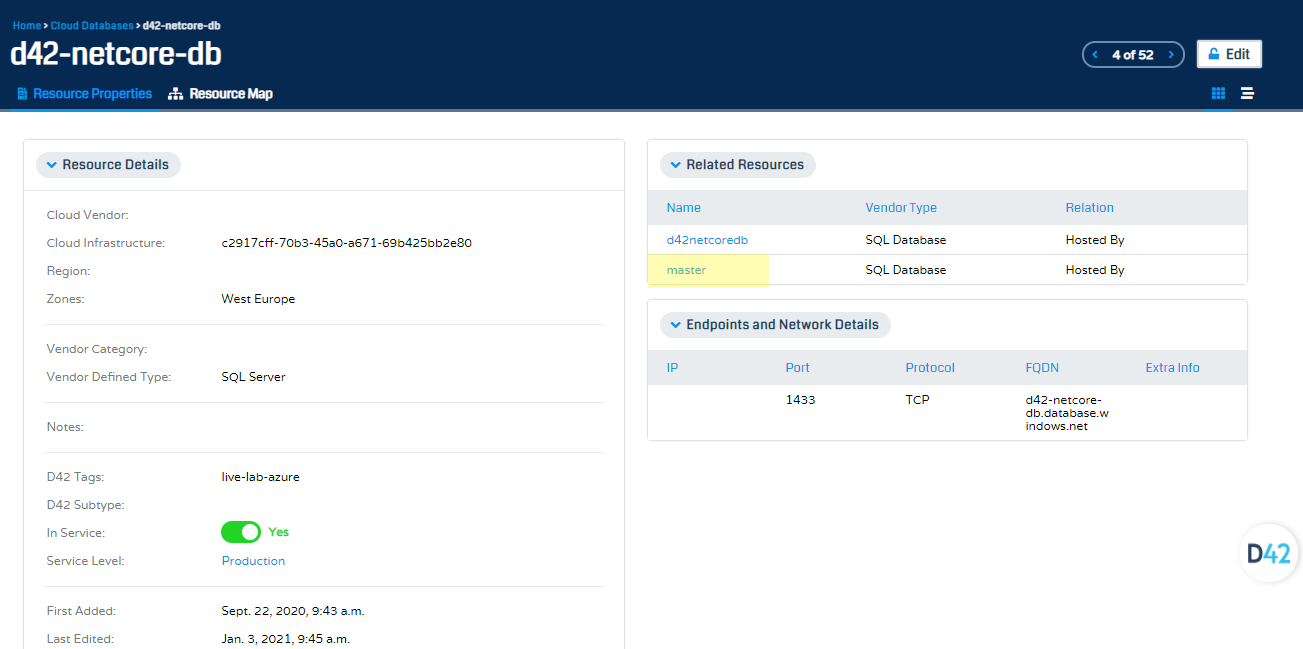 Home > Cloud Databases > d42-netcore-db
d42-netcore-db
4 of 52
Edit
Resource Properties
Resource Map
Resource Details
Cloud Vendor:
Cloud Infrastructure: c2917cff-70b3-45a0-a671-69b425bb2e80
Region:
Zones: West Europe
Vendor Category:
Vendor Defined Type: SQL Server
Notes:
D42 Tags: live-lab-azure
D42 Subtype:
In Service: Yes
Service Level: Production
First Added: Sept. 22, 2020, 9:43 a.m.
Last Edited: Jan. 3, 2021, 9:45 a.m.
Related Resources
Name Vendor Type Relation
d42netcoredb SQL Database Hosted By
master SQL Database Hosted By
Endpoints and Network Details
IP Port Protocol FQDN Extra Info
1433 TCP d42-netcore-
db.database.w
indows.net
D42